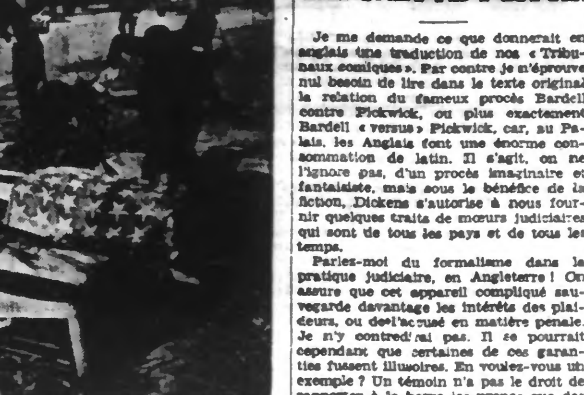 Je me demande ce que donnerait en
anglais une traduction de nos « Tribu-
naux comiques ». Par contre je n'éprouve
nul besoin de lire dans le texte original
la relation du fameux procès Bardell
contre Pickwick, ou plus exactement
Bardell « versus » Pickwick, car, au Pa-
lais, les Anglais font une énorme con-
sommation de latin. Il s'agit, on ne
l'ignore pas, d'un procès imaginaire et
fantaisiste, mais sous le bénéfice de la
fiction, Dickens s'autorise à nous four-
nir quelques traits de mœurs judiciaires
qui sont de tous les pays et de tous les
temps.
Parlez-moi du formalisme dans la
pratique judiciaire, en Angleterre ! On
assure que cet appareil compliqué sau-
vegarde davantage les intérêts des plai-
deurs, ou de l'accusé en matière penale.
Je n'y contredirai pas. Il se pourrait
cependant que certaines de ces garan-
ties fussent illusoires. En voulez-vous un
exemple ? Un témoin n'a pas le droit de